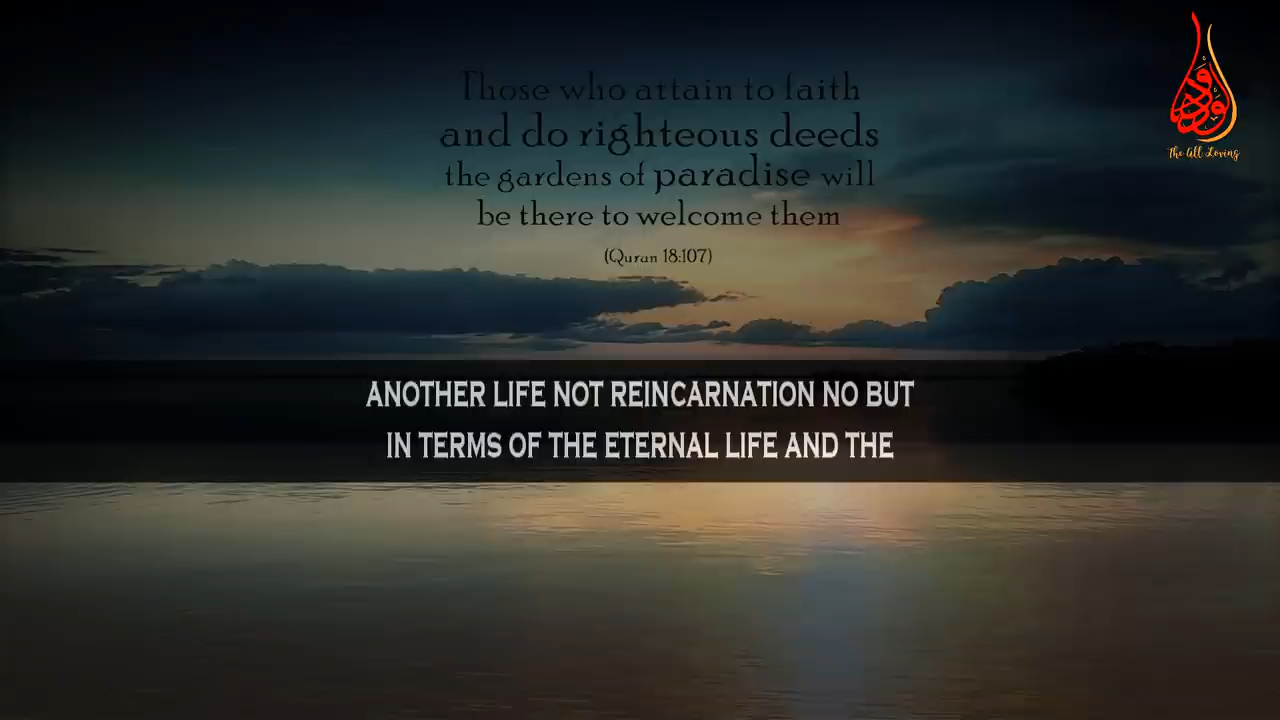 Those who attain to faith
and do righteous deeds
the gardens of paradise will
be there to welcome them
(Quran 18:107)
The All Loving
ANOTHER LIFE NOT REINCARNATION NO BUT
IN TERMS OF THE ETERNAL LIFE AND THE